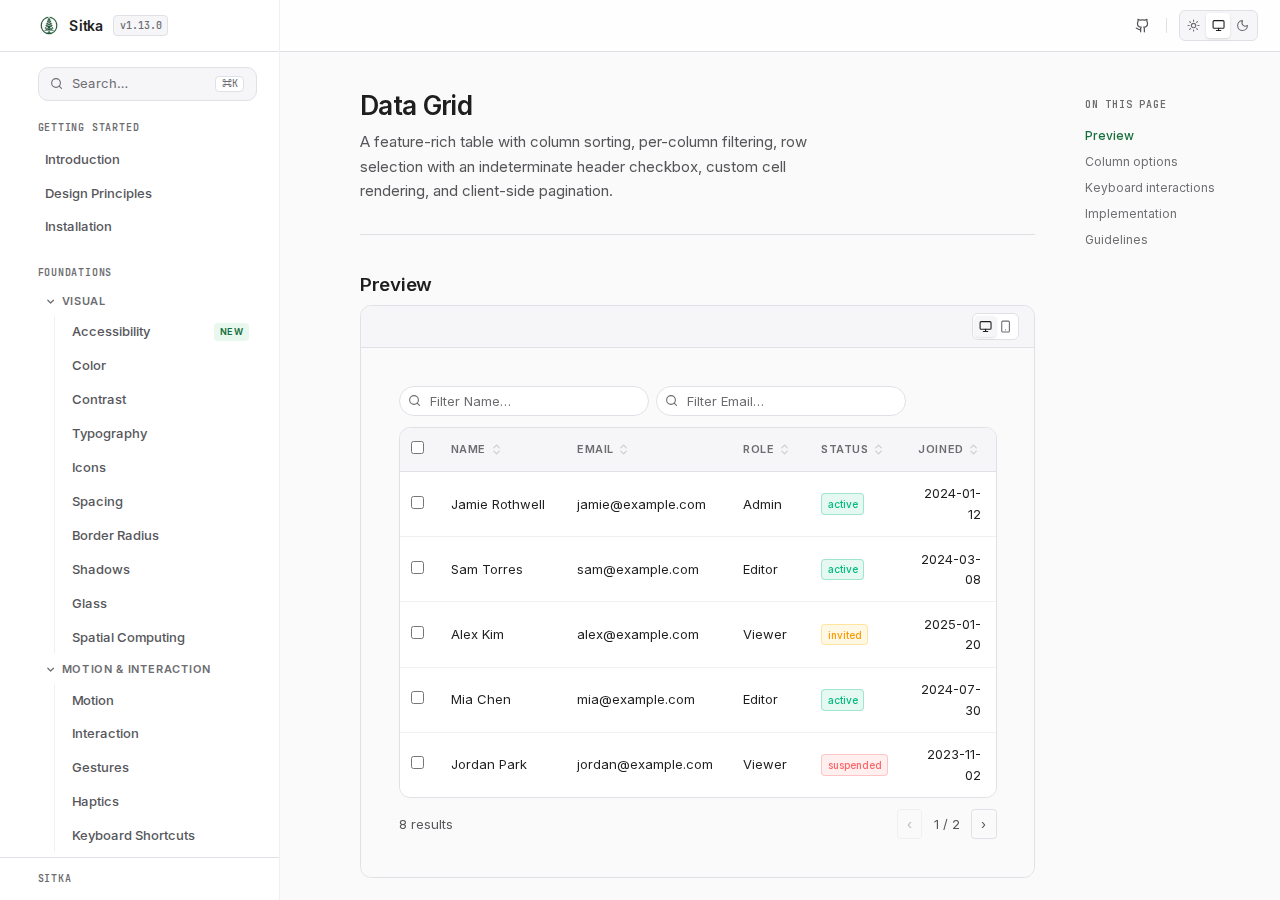 Sitka v1.13.0
Search... ⌘K
GETTING STARTED
Introduction
Design Principles
Installation
FOUNDATIONS
VISUAL
Accessibility NEW
Color
Contrast
Typography
Icons
Spacing
Border Radius
Shadows
Glass
Spatial Computing
MOTION & INTERACTION
Motion
Interaction
Gestures
Haptics
Keyboard Shortcuts
SITKA
Data Grid
A feature-rich table with column sorting, per-column filtering, row
selection with an indeterminate header checkbox, custom cell
rendering, and client-side pagination.
Preview
Filter Name... Filter Email...
NAME EMAIL ROLE STATUS JOINED
Jamie Rothwell jamie@example.com Admin active 2024-01-
12
Sam Torres sam@example.com Editor active 2024-03-
08
Alex Kim alex@example.com Viewer invited 2025-01-
20
Mia Chen mia@example.com Editor active 2024-07-
30
Jordan Park jordan@example.com Viewer suspended 2023-11-
02
8 results ‹ 1 / 2 ›
ON THIS PAGE
Preview
Column options
Keyboard interactions
Implementation
Guidelines